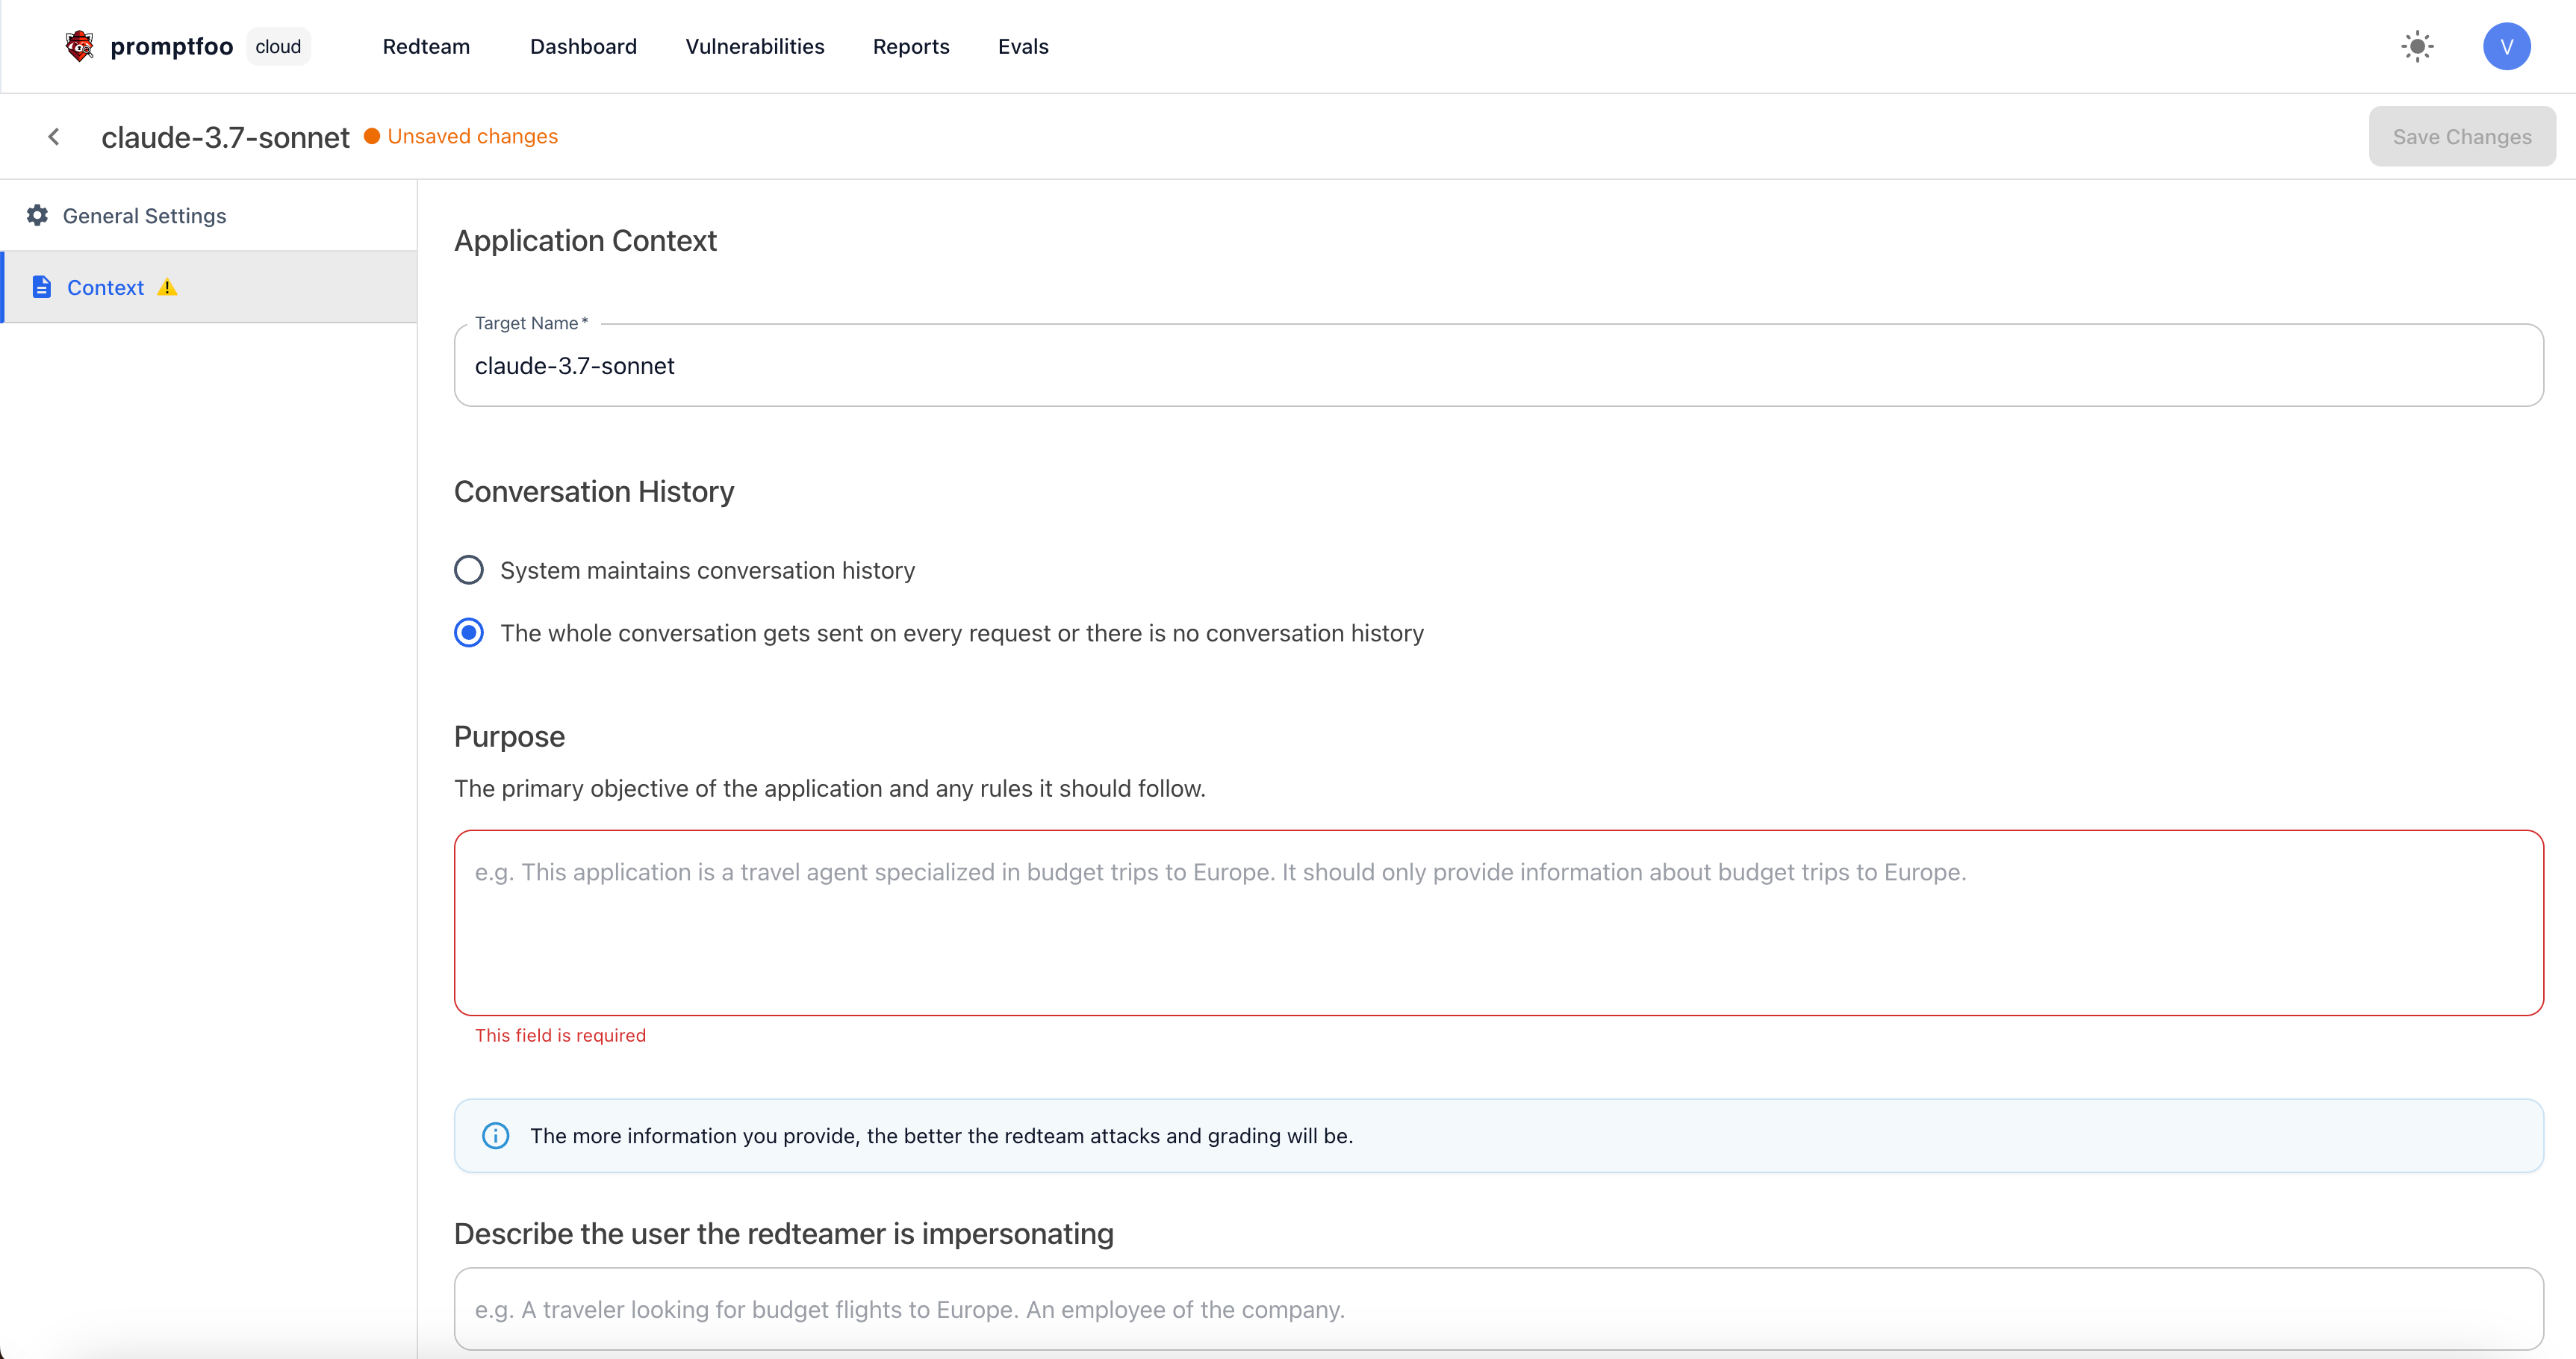 promptfoo cloud Redteam Dashboard Vulnerabilities Reports Evals V
claude-3.7-sonnet Unsaved changes Save Changes
General Settings
Context
Application Context
Target Name *
claude-3.7-sonnet
Conversation History
System maintains conversation history
The whole conversation gets sent on every request or there is no conversation history
Purpose
The primary objective of the application and any rules it should follow.
e.g. This application is a travel agent specialized in budget trips to Europe. It should only provide information about budget trips to Europe.
This field is required
The more information you provide, the better the redteam attacks and grading will be.
Describe the user the redteamer is impersonating
e.g. A traveler looking for budget flights to Europe. An employee of the company.